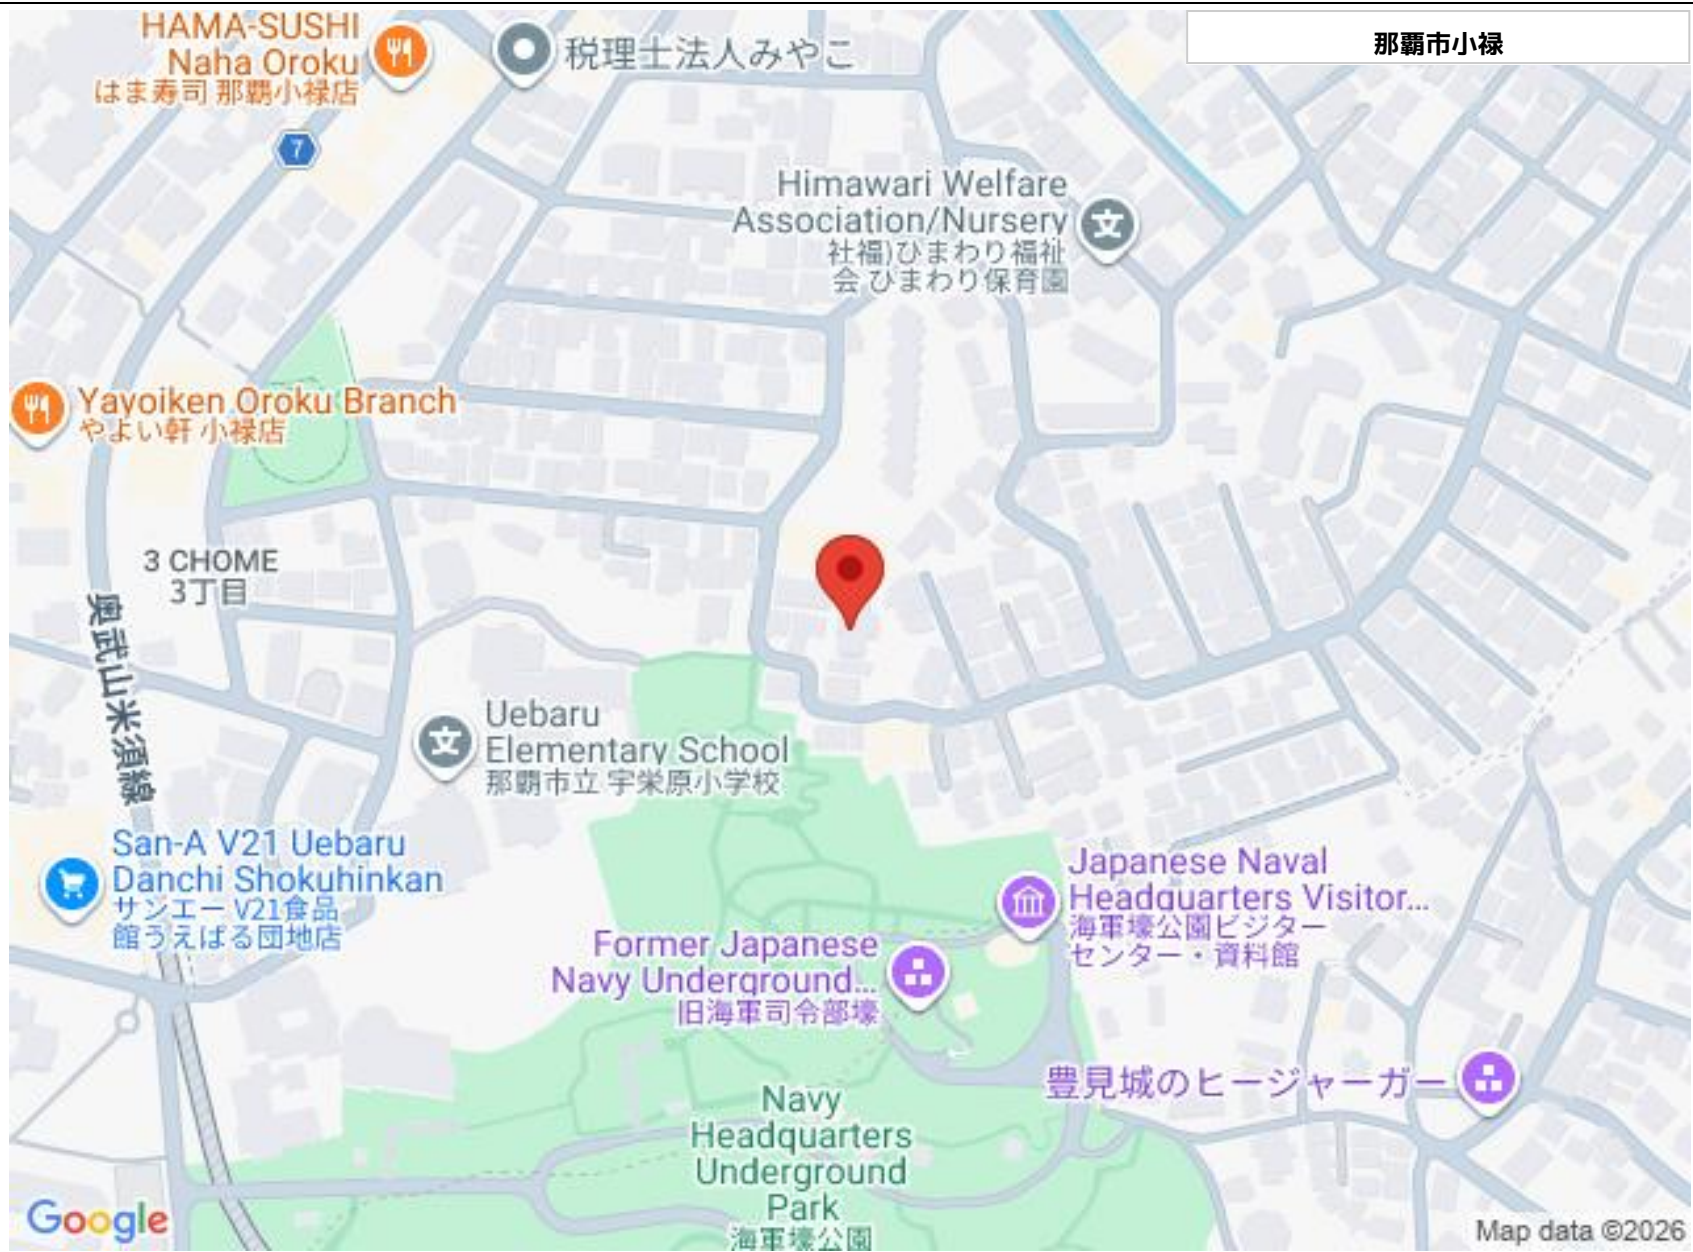 HAMA-SUSHI
Naha Oroku
はま寿司 那覇小禄店
税理士法人みやこ
那覇市小禄
7
Himawari Welfare
Association/Nursery
社福)ひまわり福祉
会 ひまわり保育園
Yayoiken Oroku Branch
やよい軒 小禄店
3 CHOME
3丁目
奥武山米須線
Uebaru
Elementary School
那覇市立 宇栄原小学校
San-A V21 Uebaru
Danchi Shokuhinkan
サンエー V21食品
館うえばる団地店
Japanese Naval
Headquarters Visitor...
海軍壕公園ビジター
センター・資料館
Former Japanese
Navy Underground...
旧海軍司令部壕
豊見城のヒージャーガー
Navy
Headquarters
Underground
Park
海軍壕公園
Google
Map data ©2026